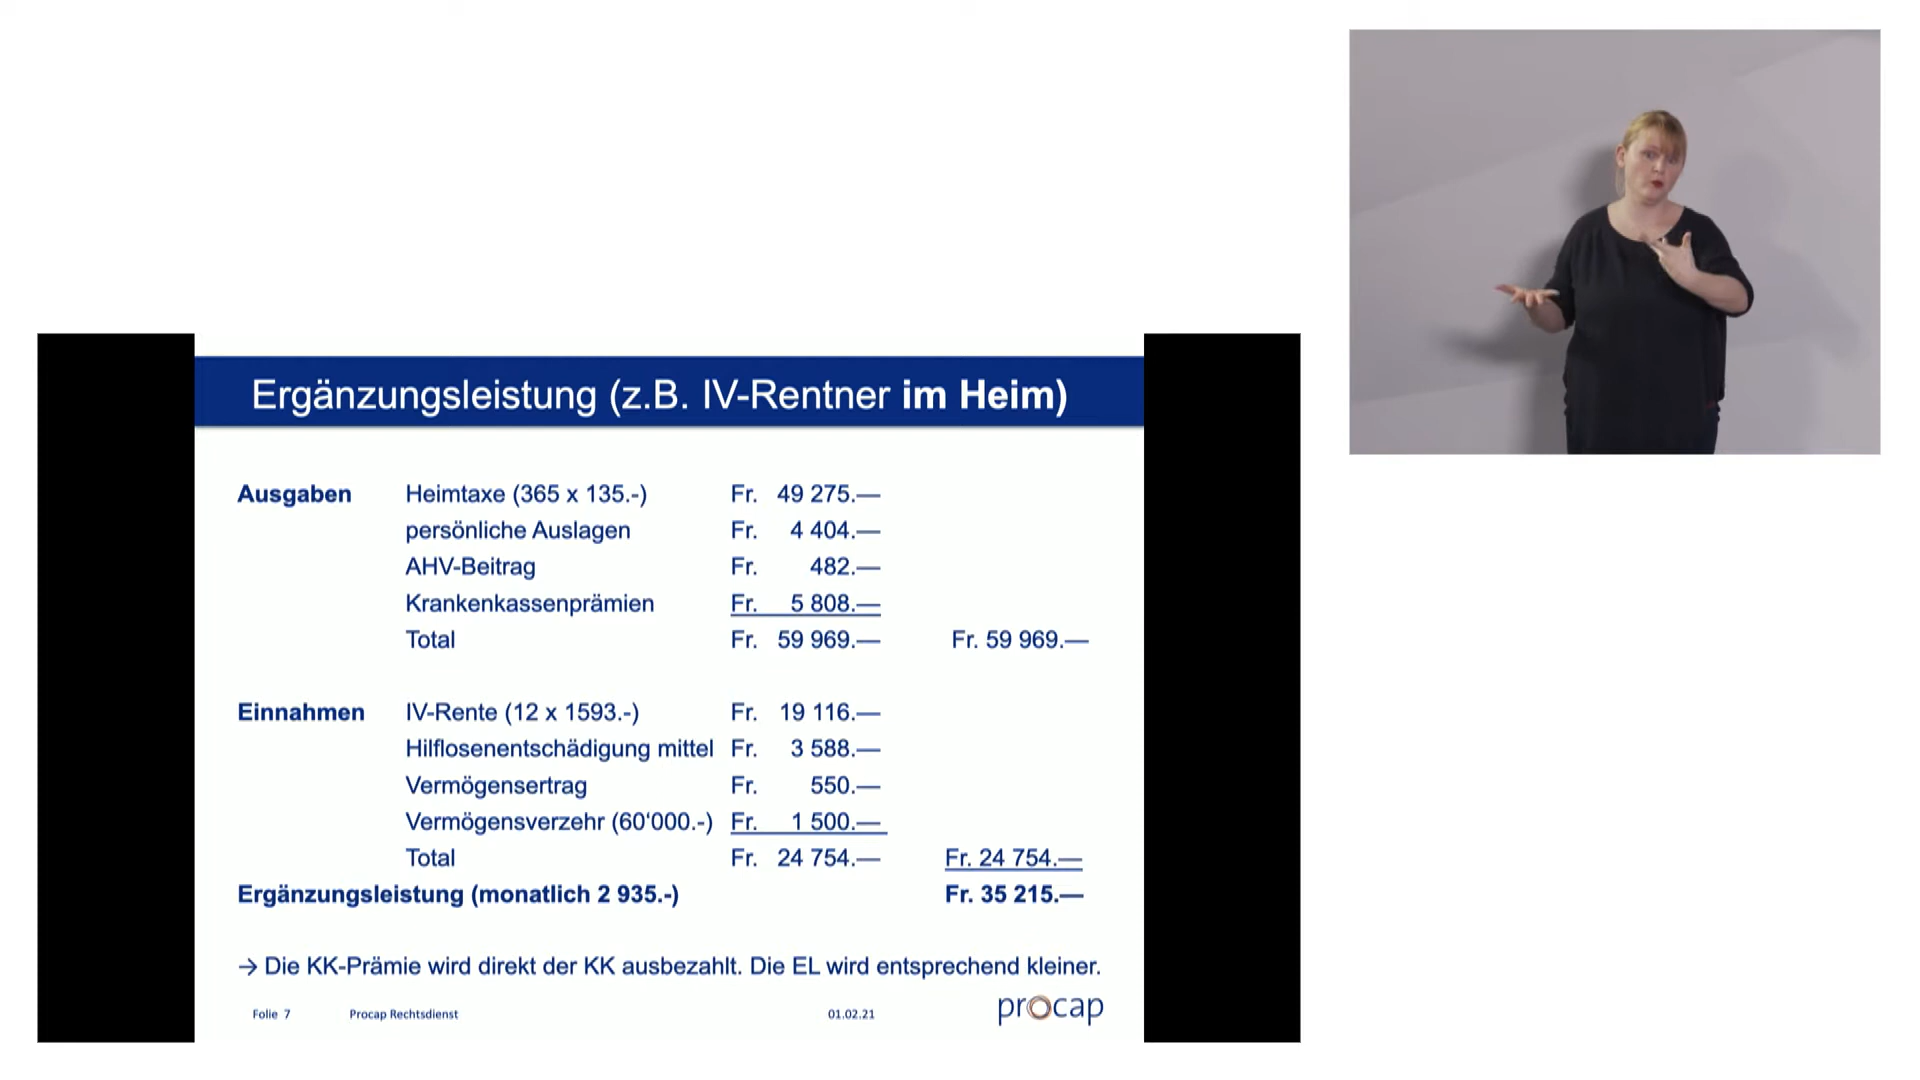 Ergänzungsleistung (z.B. IV-Rentner im Heim)
Ausgaben Heimtaxe (365 x 135.-) Fr. 49 275.—
persönliche Auslagen Fr. 4 404.—
AHV-Beitrag Fr. 482.—
Krankenkassenprämien Fr. 5 808.—
Total Fr. 59 969.— Fr. 59 969.—
Einnahmen IV-Rente (12 x 1593.-) Fr. 19 116.—
Hilflosenentschädigung mittel Fr. 3 588.—
Vermögensertrag Fr. 550.—
Vermögensverzehr (60‘000.-) Fr. 1 500.—
Total Fr. 24 754.— Fr. 24 754.—
Ergänzungsleistung (monatlich 2 935.-) Fr. 35 215.—
→ Die KK-Prämie wird direkt der KK ausbezahlt. Die EL wird entsprechend kleiner.
Folie 7 Procap Rechtsdienst 01.02.21 procap